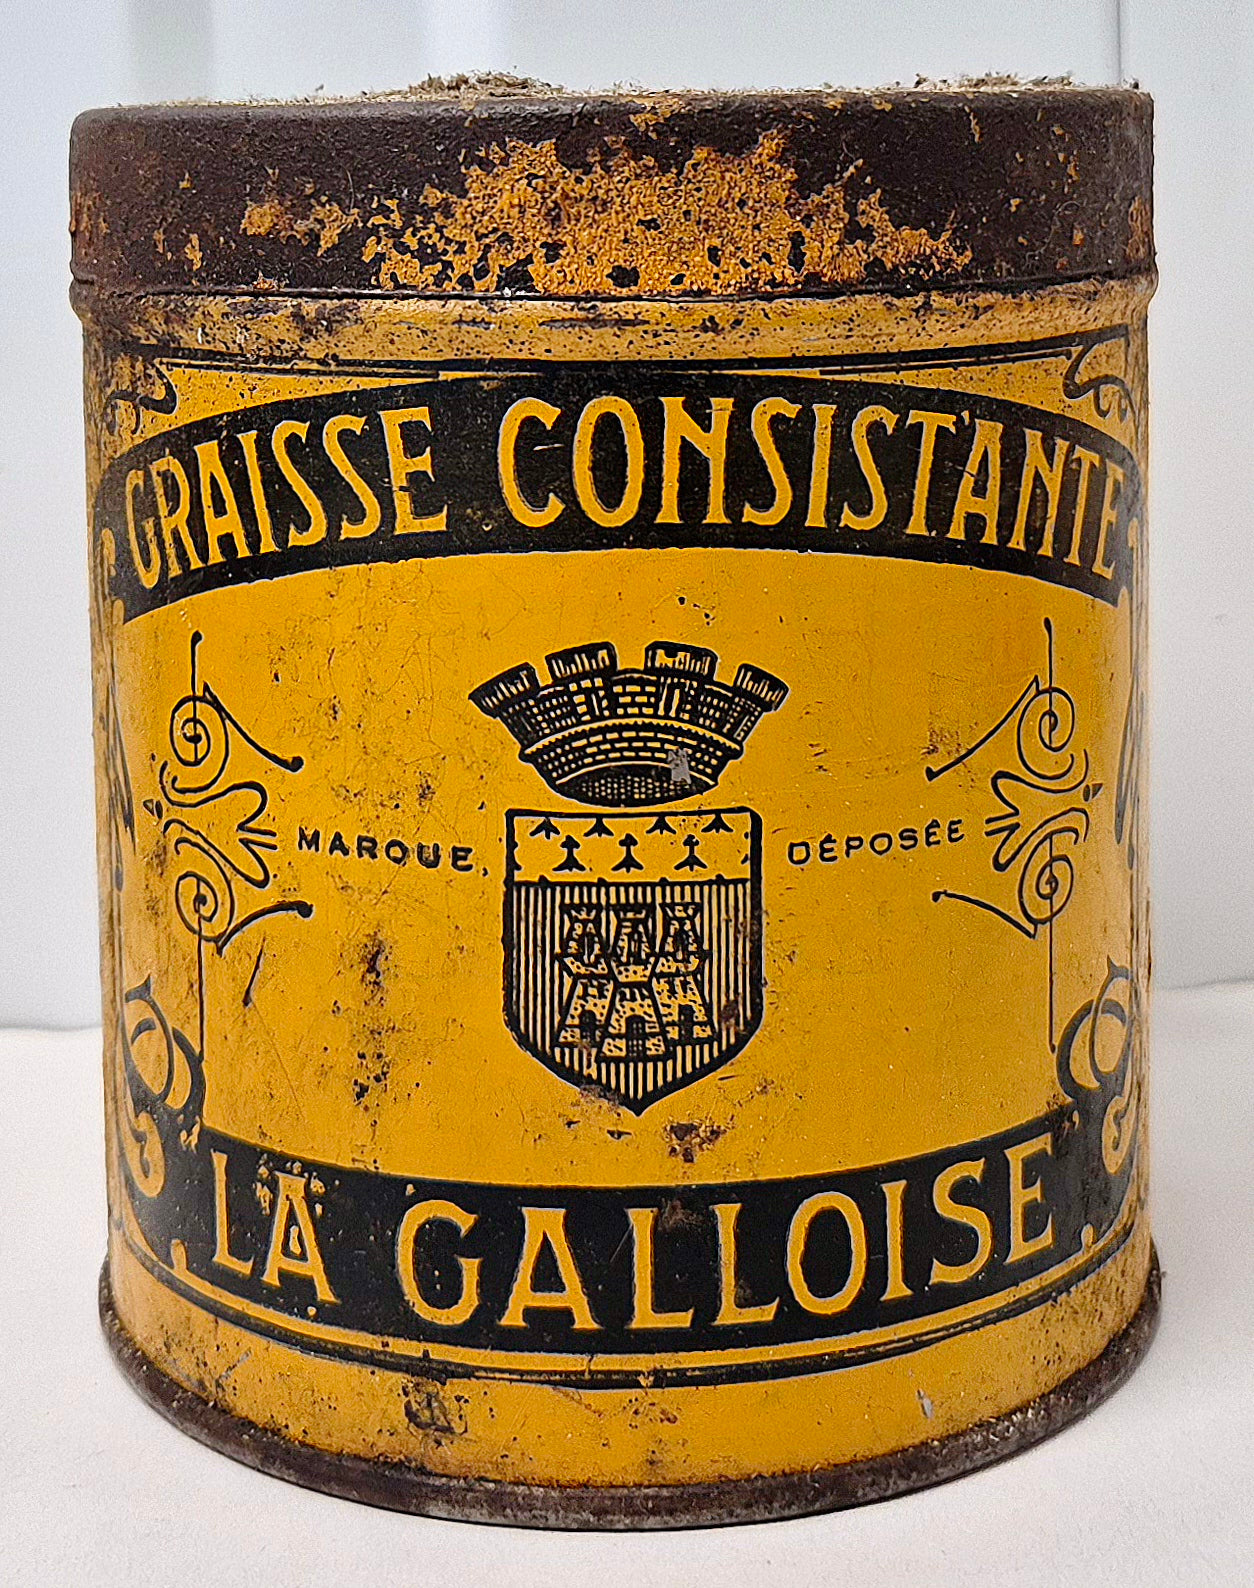 GRAISSE CONSISTANTE
MARQUE DÉPOSÉE
LA GALLOISE